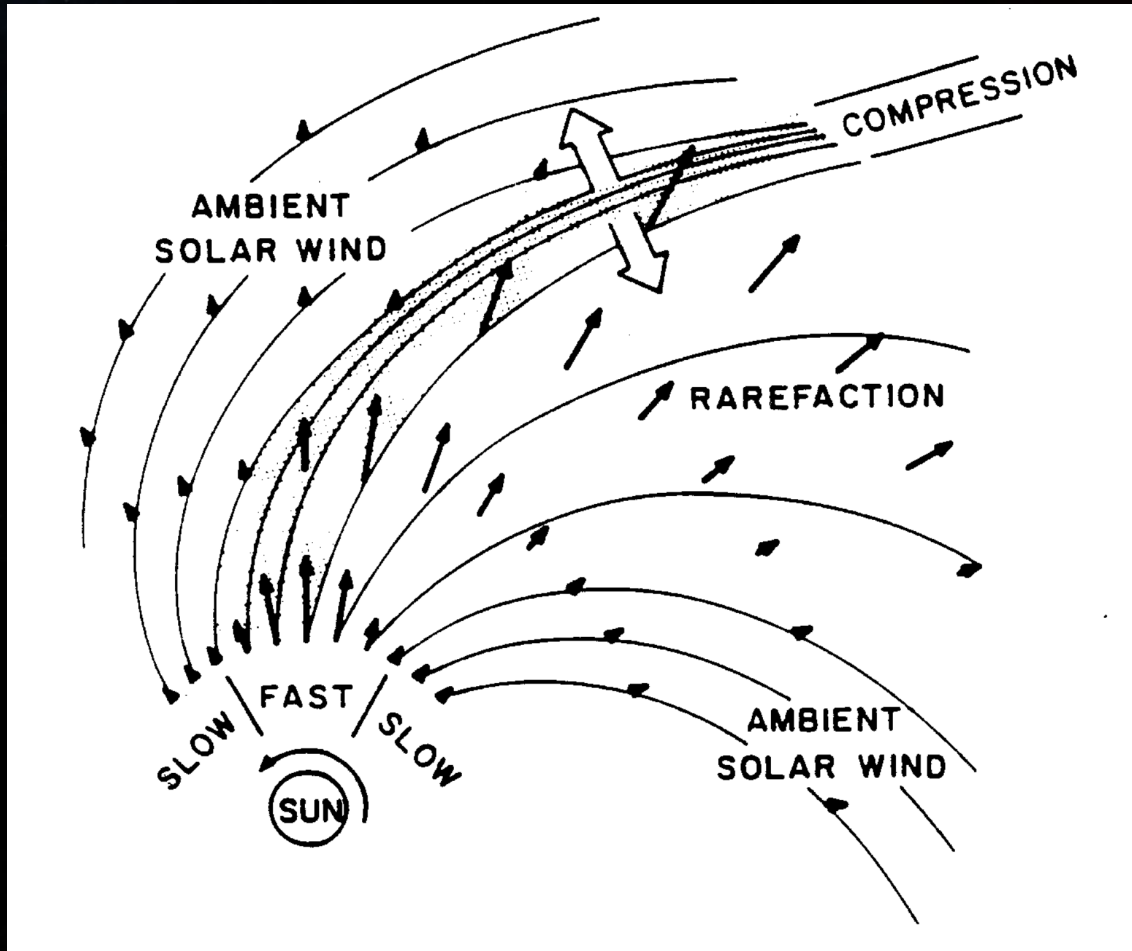 COMPRESSION
AMBIENT
SOLAR WIND
RAREFACTION
SLOW
FAST
SLOW
SUN
AMBIENT
SOLAR WIND